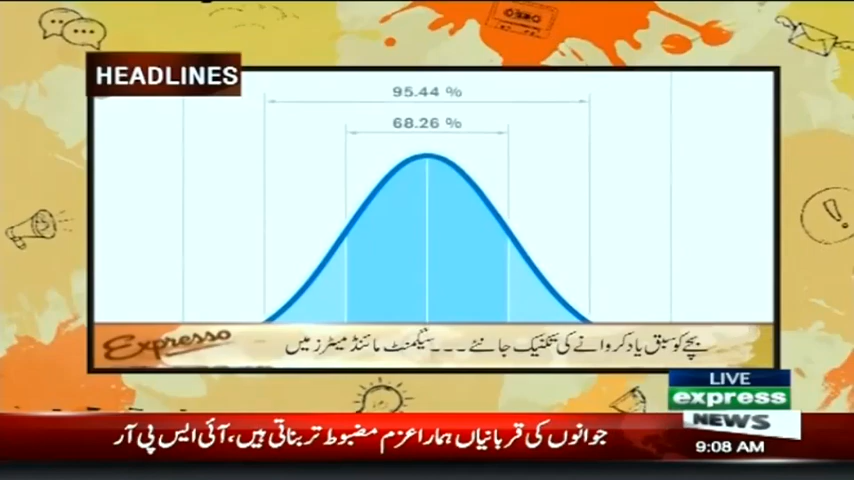 HEADLINES
95.44 %
68.26 %
Expresso
بچے کو سبق یاد کروانے کی تکنیک جانئے ۔۔۔ سیگمنٹ مائنڈ میٹرز میں
LIVE
express
NEWS
جوانوں کی قربانیاں ہمارا عزم مضبوط تر بناتی ہیں، آئی ایس پی آر
9:08 AM